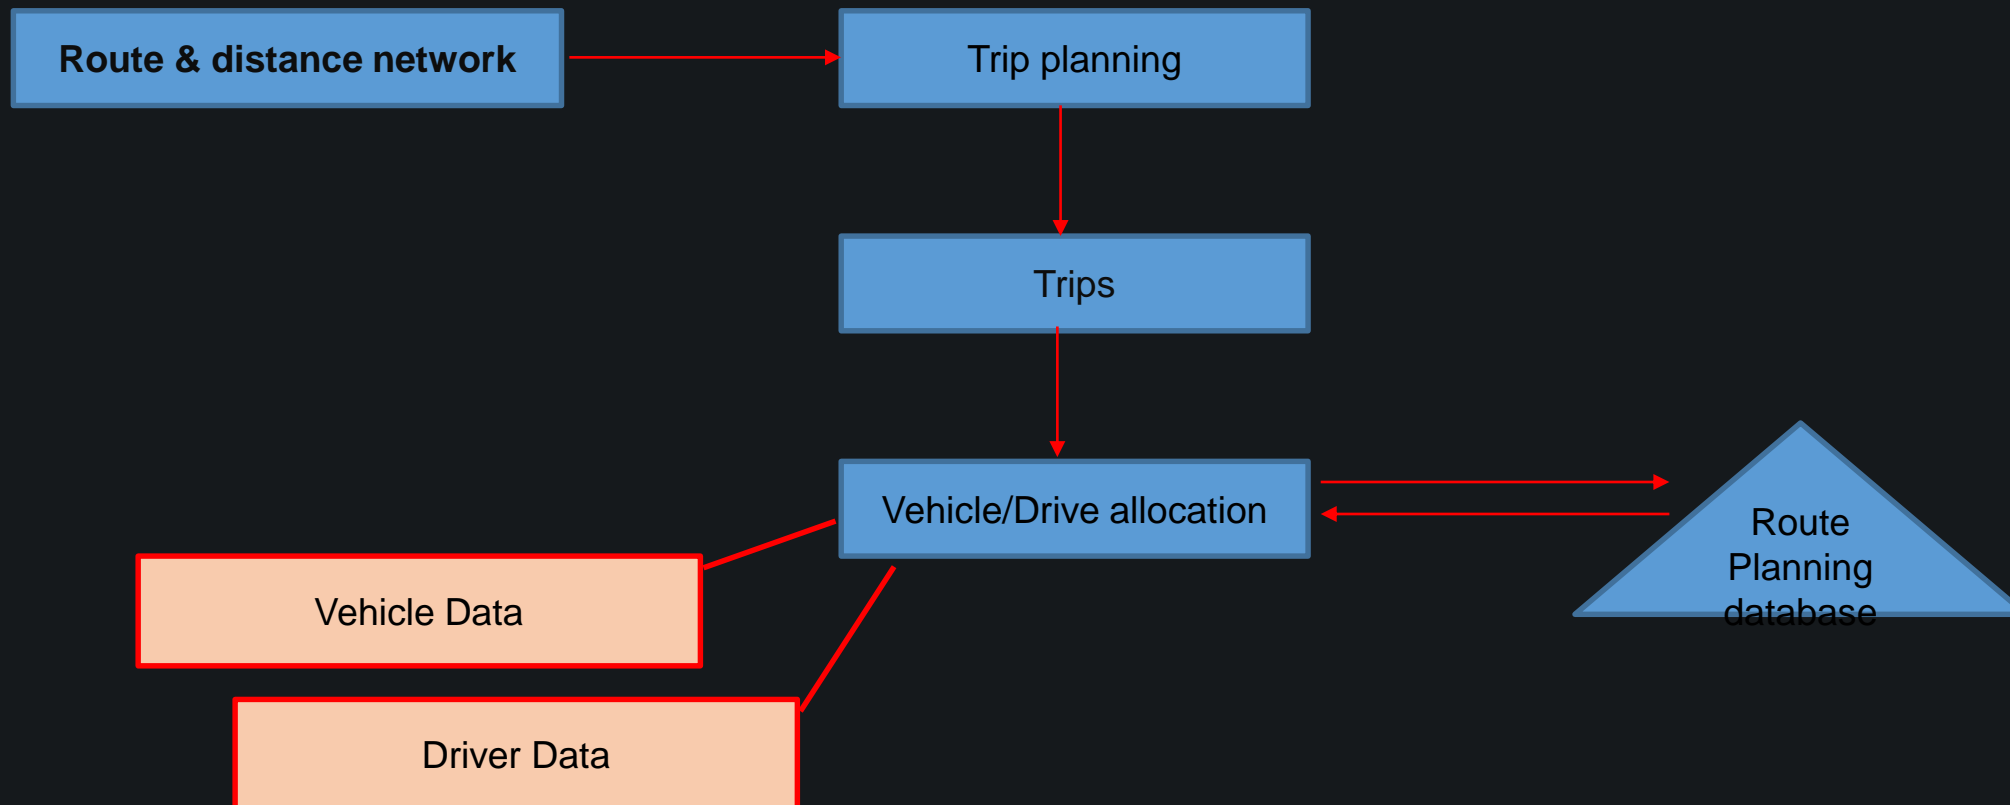 Route & distance network
Trip planning
Trips
Vehicle/Drive allocation
Route
Planning
database
Vehicle Data
Driver Data